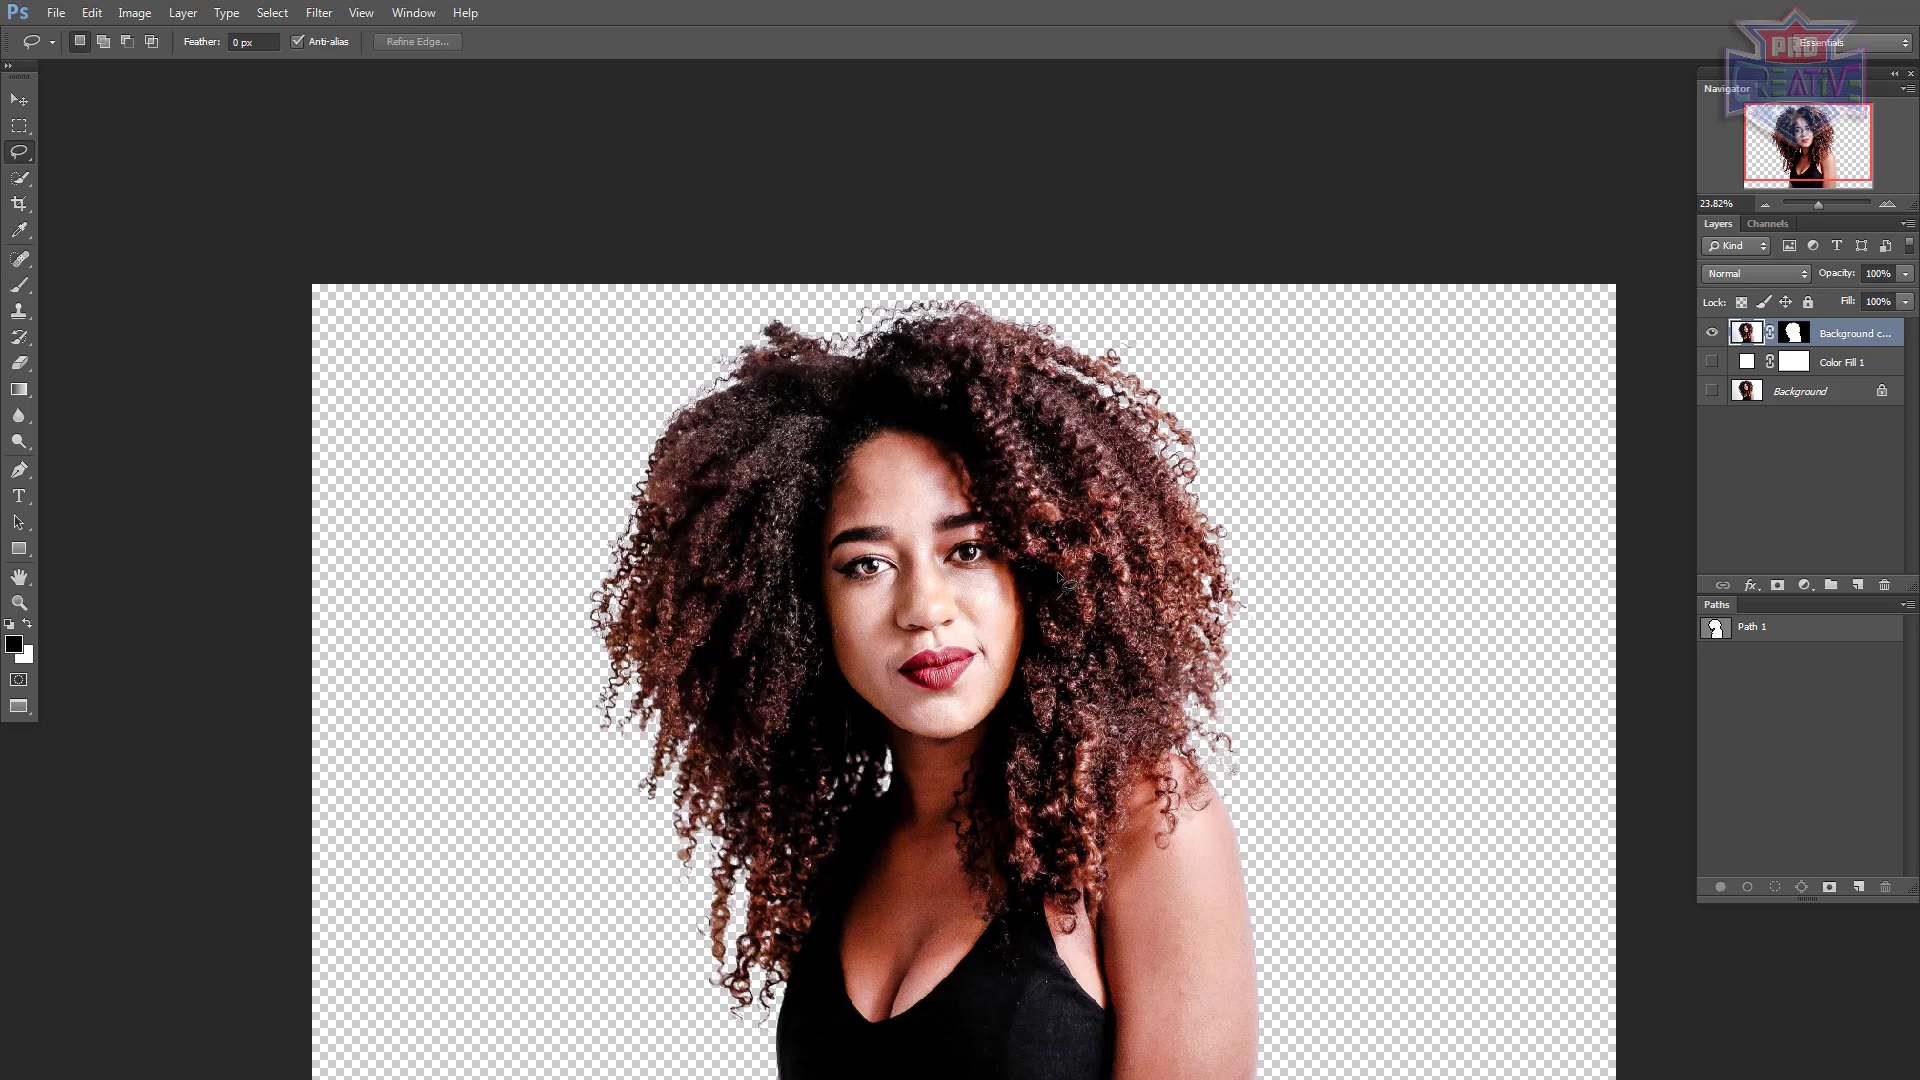 Ps File Edit Image Layer Type Select Filter View Window Help
Feather: 0 px Anti-alias Refine Edge... Essentials
PRO
CREATIVE
Navigator
23.82%
Layers Channels
Kind
Normal Opacity: 100%
Lock: Fill: 100%
Background c...
Color Fill 1
Background
Paths
Path 1